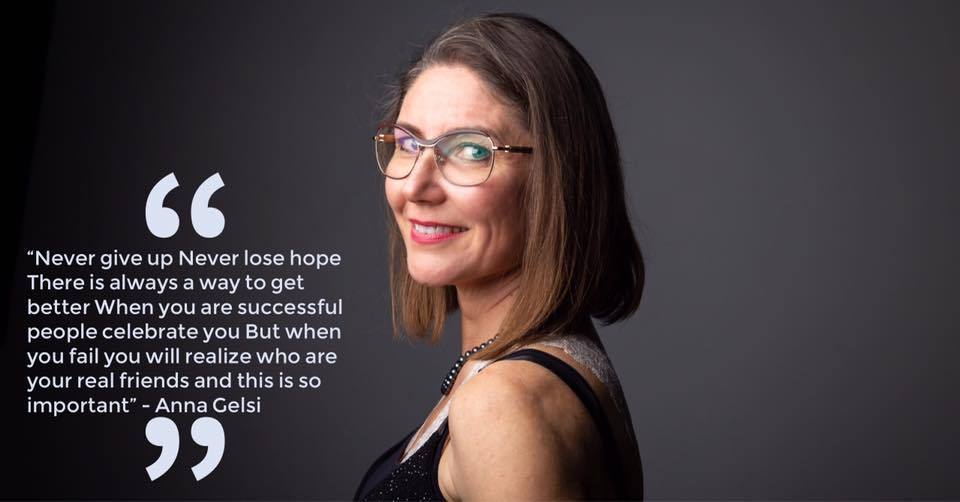 “Never give up Never lose hope
There is always a way to get
better When you are successful
people celebrate you But when
you fail you will realize who are
your real friends and this is so
important” - Anna Gelsi